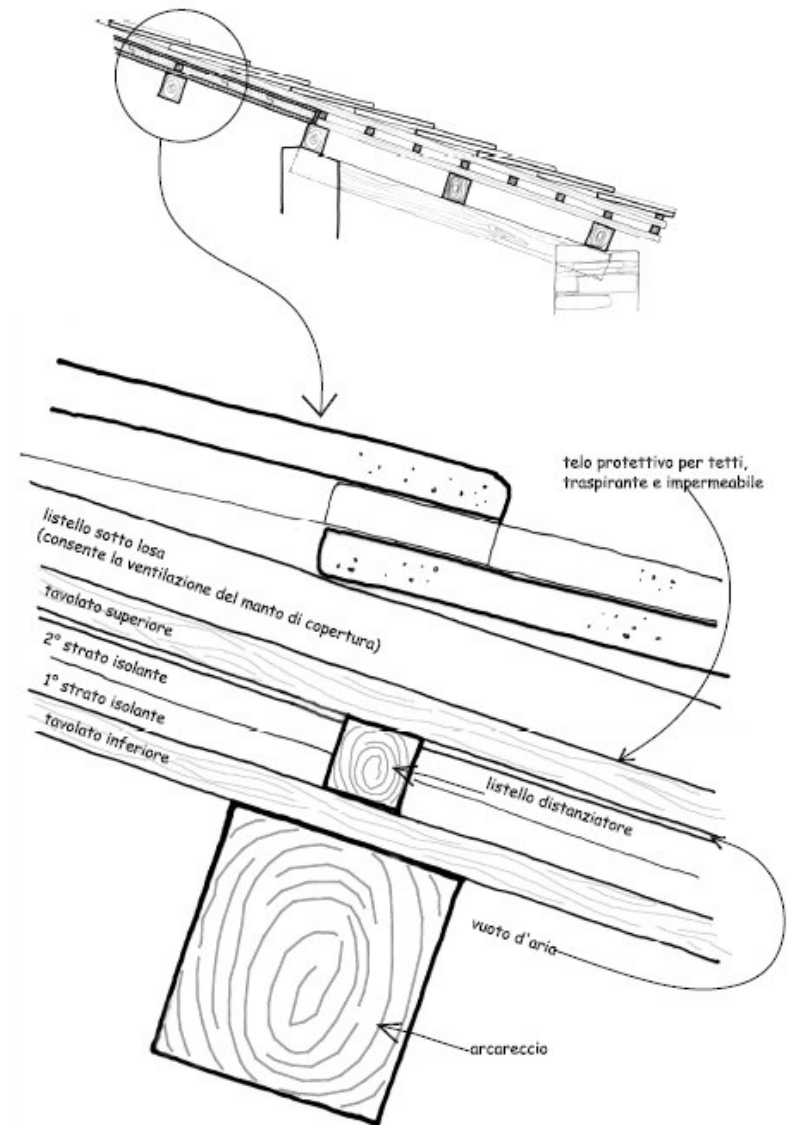 telo protettivo per tetti,
traspirante e impermeabile
listello sotto losa
(consente la ventilazione del manto di copertura)
tavolato superiore
2° strato isolante
1° strato isolante
tavolato inferiore
listello distanziatore
vuoto d'aria
arcareccio